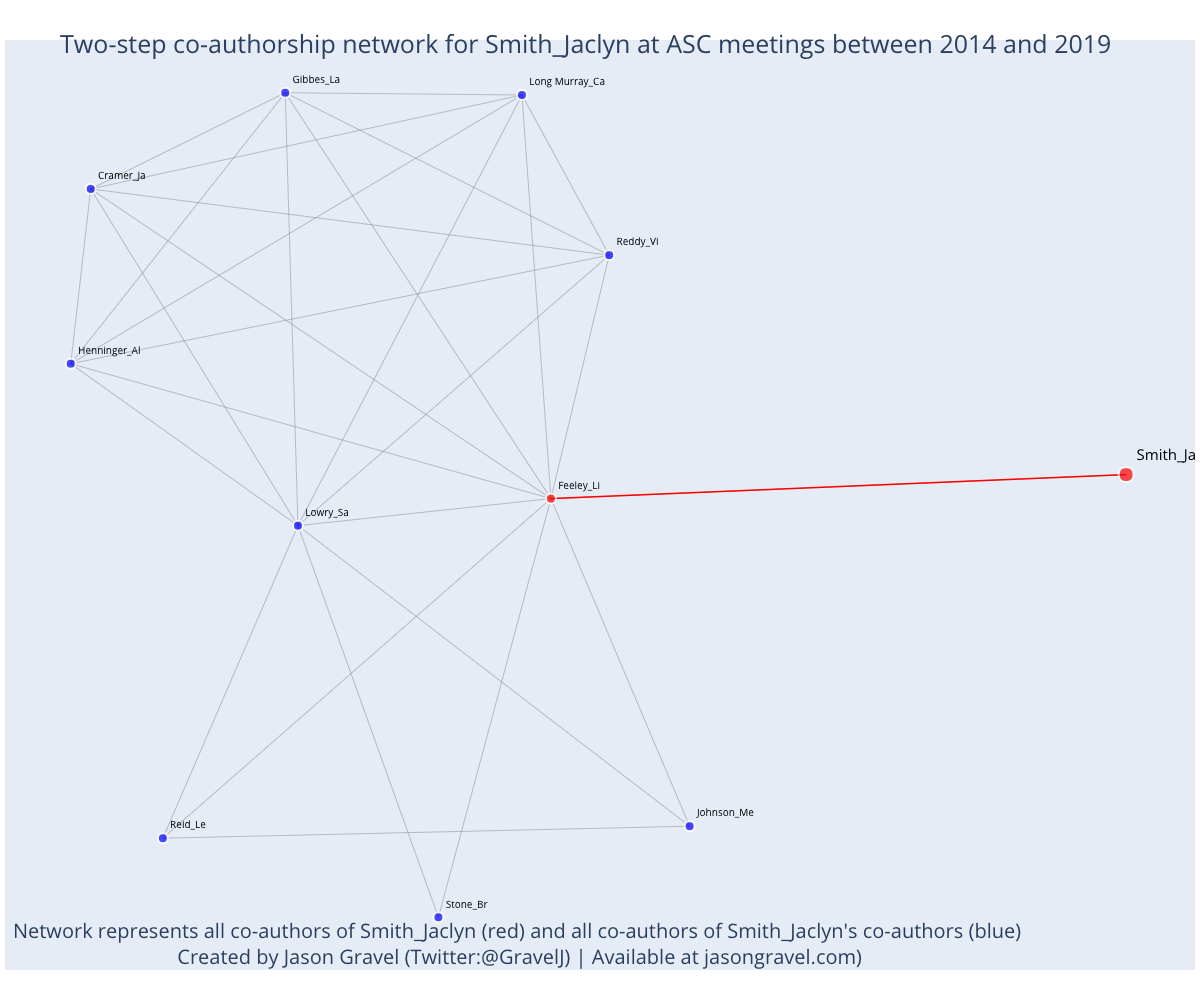 Two-step co-authorship network for Smith_Jaclyn at ASC meetings between 2014 and 2019
Gibbes_La
Long Murray_Ca
Cramer_Ja
Reddy_Vi
Henninger_Al
Smith_Ja
Feeley_Li
Lowry_Sa
Johnson_Me
Reid_Le
Stone_Br
Network represents all co-authors of Smith_Jaclyn (red) and all co-authors of Smith_Jaclyn's co-authors (blue)
Created by Jason Gravel (Twitter:@GravelJ) | Available at jasongravel.com)